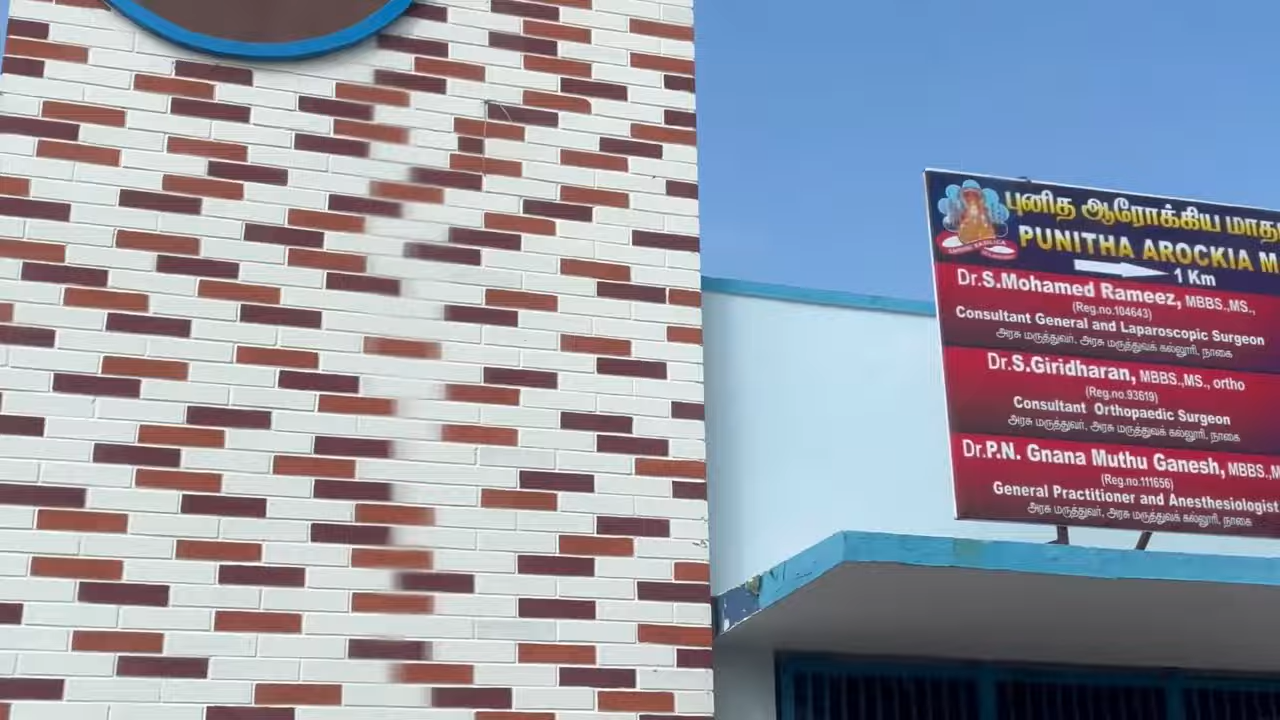 புனித ஆரோக்கிய
PUNITHA AROCKIA
1 Km
Dr.S.Mohamed Rameez, MBBS.,MS.,
(Reg.no.104643)
Consultant General and Laparoscopic Surgeon
அரசு மருத்துவர், அரசு மருத்துவக் கல்லூரி, நாகை
Dr.S.Giridharan, MBBS.,MS., ortho
(Reg.no.93619)
Consultant Orthopaedic Surgeon
அரசு மருத்துவர், அரசு மருத்துவக் கல்லூரி, நாகை
Dr.P.N. Gnana Muthu Ganesh, MBBS.,
(Reg.no.111656)
General Practitioner and Anesthesiologist
அரசு மருத்துவர், அரசு மருத்துவக் கல்லூரி, நாகை